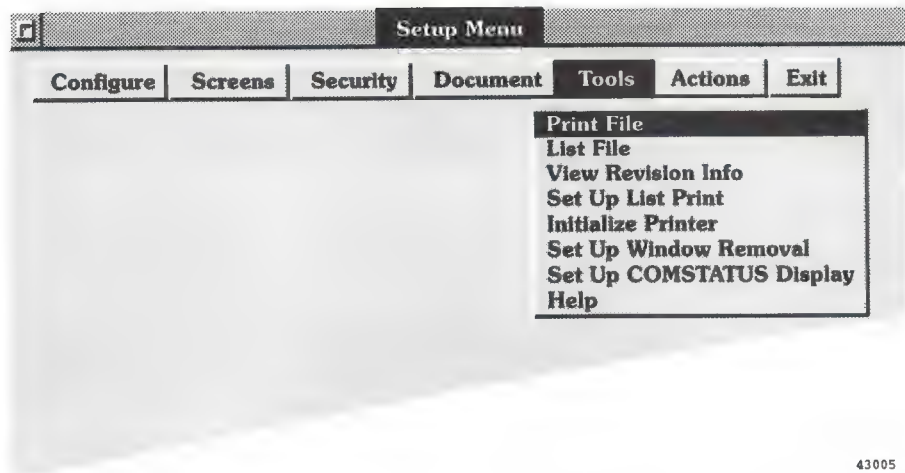 Setup Menu
Configure Screens Security Document Tools Actions Exit
Print File
List File
View Revision Info
Set Up List Print
Initialize Printer
Set Up Window Removal
Set Up COMSTATUS Display
Help
43005